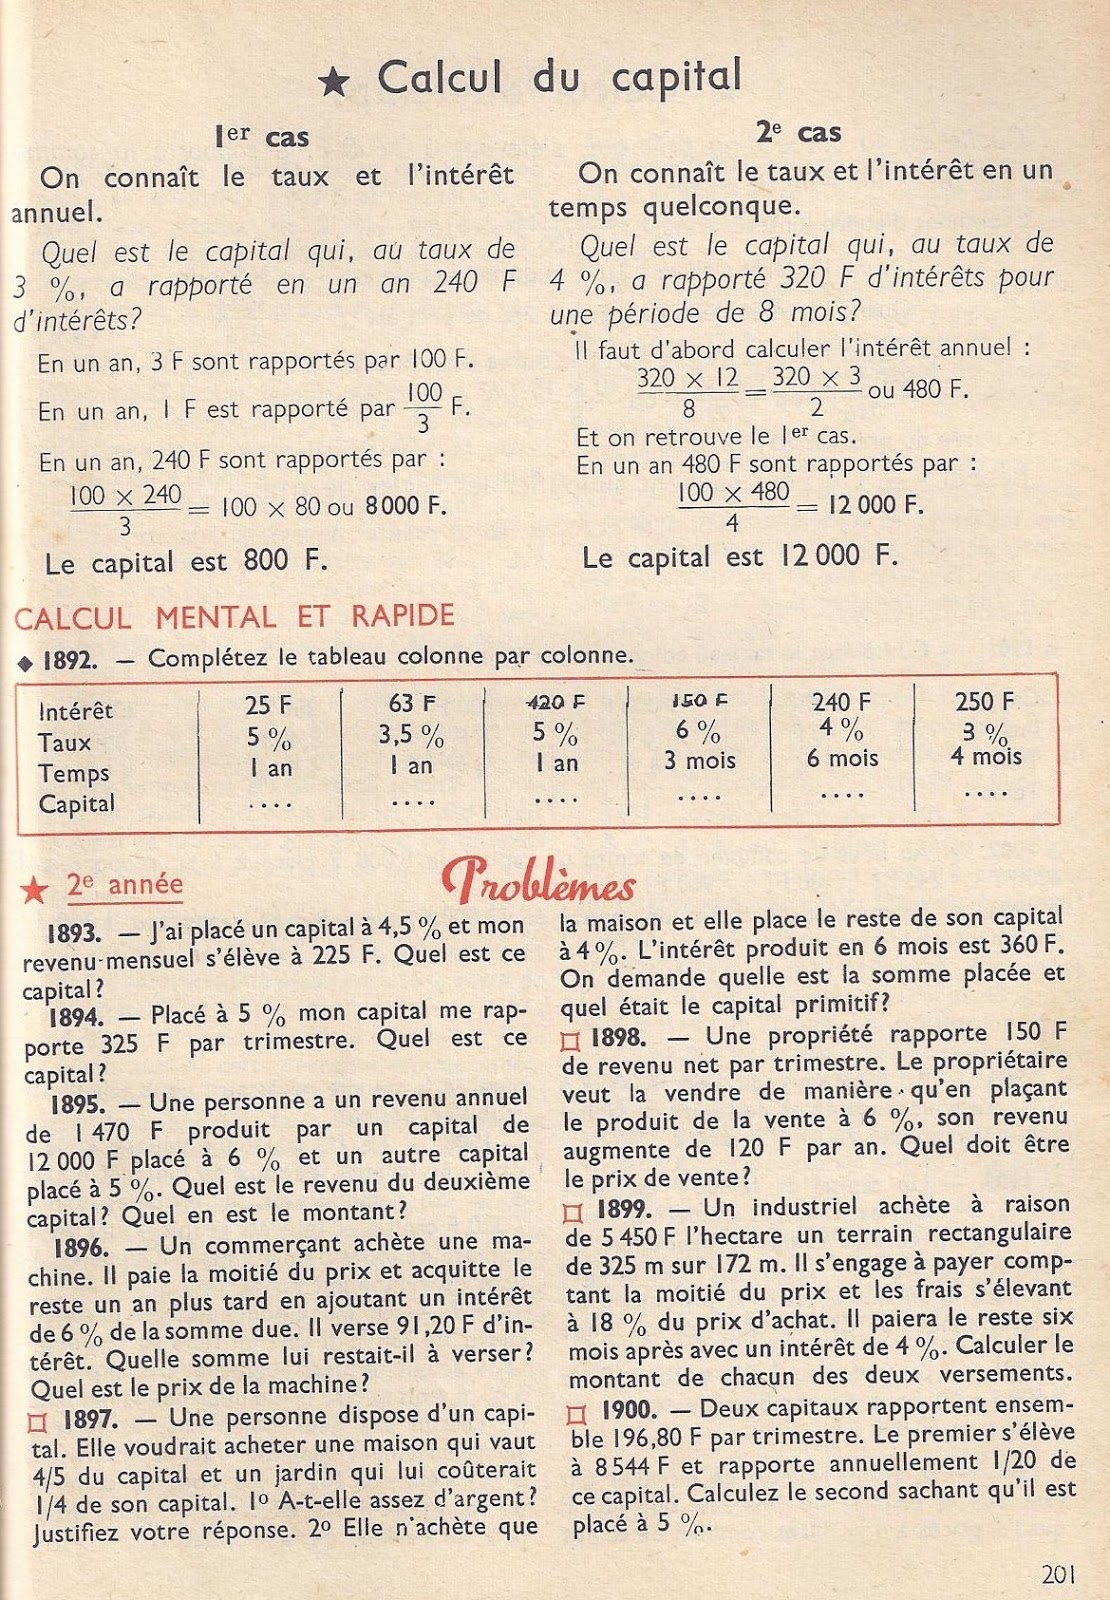 ★ Calcul du capital
1er cas
On connaît le taux et l'intérêt
annuel.
Quel est le capital qui, au taux de
3 %, a rapporté en un an 240 F
d'intérêts?
En un an, 3 F sont rapportés par 100 F.
En un an, 1 F est rapporté par 100/3 F.
En un an, 240 F sont rapportés par :
100 × 240 / 3 = 100 × 80 ou 8 000 F.
Le capital est 800 F.
2e cas
On connaît le taux et l'intérêt en un
temps quelconque.
Quel est le capital qui, au taux de
4 %, a rapporté 320 F d'intérêts pour
une période de 8 mois?
Il faut d'abord calculer l'intérêt annuel :
320 × 12 / 8 = 320 × 3 / 2 ou 480 F.
Et on retrouve le 1er cas.
En un an 480 F sont rapportés par :
100 × 480 / 4 = 12 000 F.
Le capital est 12 000 F.
CALCUL MENTAL ET RAPIDE
◆ 1892. — Complétez le tableau colonne par colonne.
Intérêt 25 F 63 F 420 F 150 F 240 F 250 F
Taux 5 % 3,5 % 5 % 6 % 4 % 3 %
Temps 1 an 1 an 1 an 3 mois 6 mois 4 mois
Capital .... .... .... .... .... ....
★ 2e année
Problèmes
1893. — J'ai placé un capital à 4,5 % et mon
revenu mensuel s'élève à 225 F. Quel est ce
capital?
1894. — Placé à 5 % mon capital me rap-
porte 325 F par trimestre. Quel est ce
capital?
1895. — Une personne a un revenu annuel
de 1 470 F produit par un capital de
12 000 F placé à 6 % et un autre capital
placé à 5 %. Quel est le revenu du deuxième
capital? Quel en est le montant?
1896. — Un commerçant achète une ma-
chine. Il paie la moitié du prix et acquitte le
reste un an plus tard en ajoutant un intérêt
de 6 % de la somme due. Il verse 91,20 F d'in-
térêt. Quelle somme lui restait-il à verser?
Quel est le prix de la machine?
1897. — Une personne dispose d'un capi-
tal. Elle voudrait acheter une maison qui vaut
4/5 du capital et un jardin qui lui coûterait
1/4 de son capital. 1o A-t-elle assez d'argent?
Justifiez votre réponse. 2o Elle n'achète que
la maison et elle place le reste de son capital
à 4 %. L'intérêt produit en 6 mois est 360 F.
On demande quelle est la somme placée et
quel était le capital primitif?
1898. — Une propriété rapporte 150 F
de revenu net par trimestre. Le propriétaire
veut la vendre de manière qu'en plaçant
le produit de la vente à 6 %, son revenu
augmente de 120 F par an. Quel doit être
le prix de vente?
1899. — Un industriel achète à raison
de 5 450 F l'hectare un terrain rectangulaire
de 325 m sur 172 m. Il s'engage à payer comp-
tant la moitié du prix et les frais s'élevant
à 18 % du prix d'achat. Il paiera le reste six
mois après avec un intérêt de 4 %. Calculer le
montant de chacun des deux versements.
1900. — Deux capitaux rapportent ensem-
ble 196,80 F par trimestre. Le premier s'élève
à 8 544 F et rapporte annuellement 1/20 de
ce capital. Calculez le second sachant qu'il est
placé à 5 %.
201